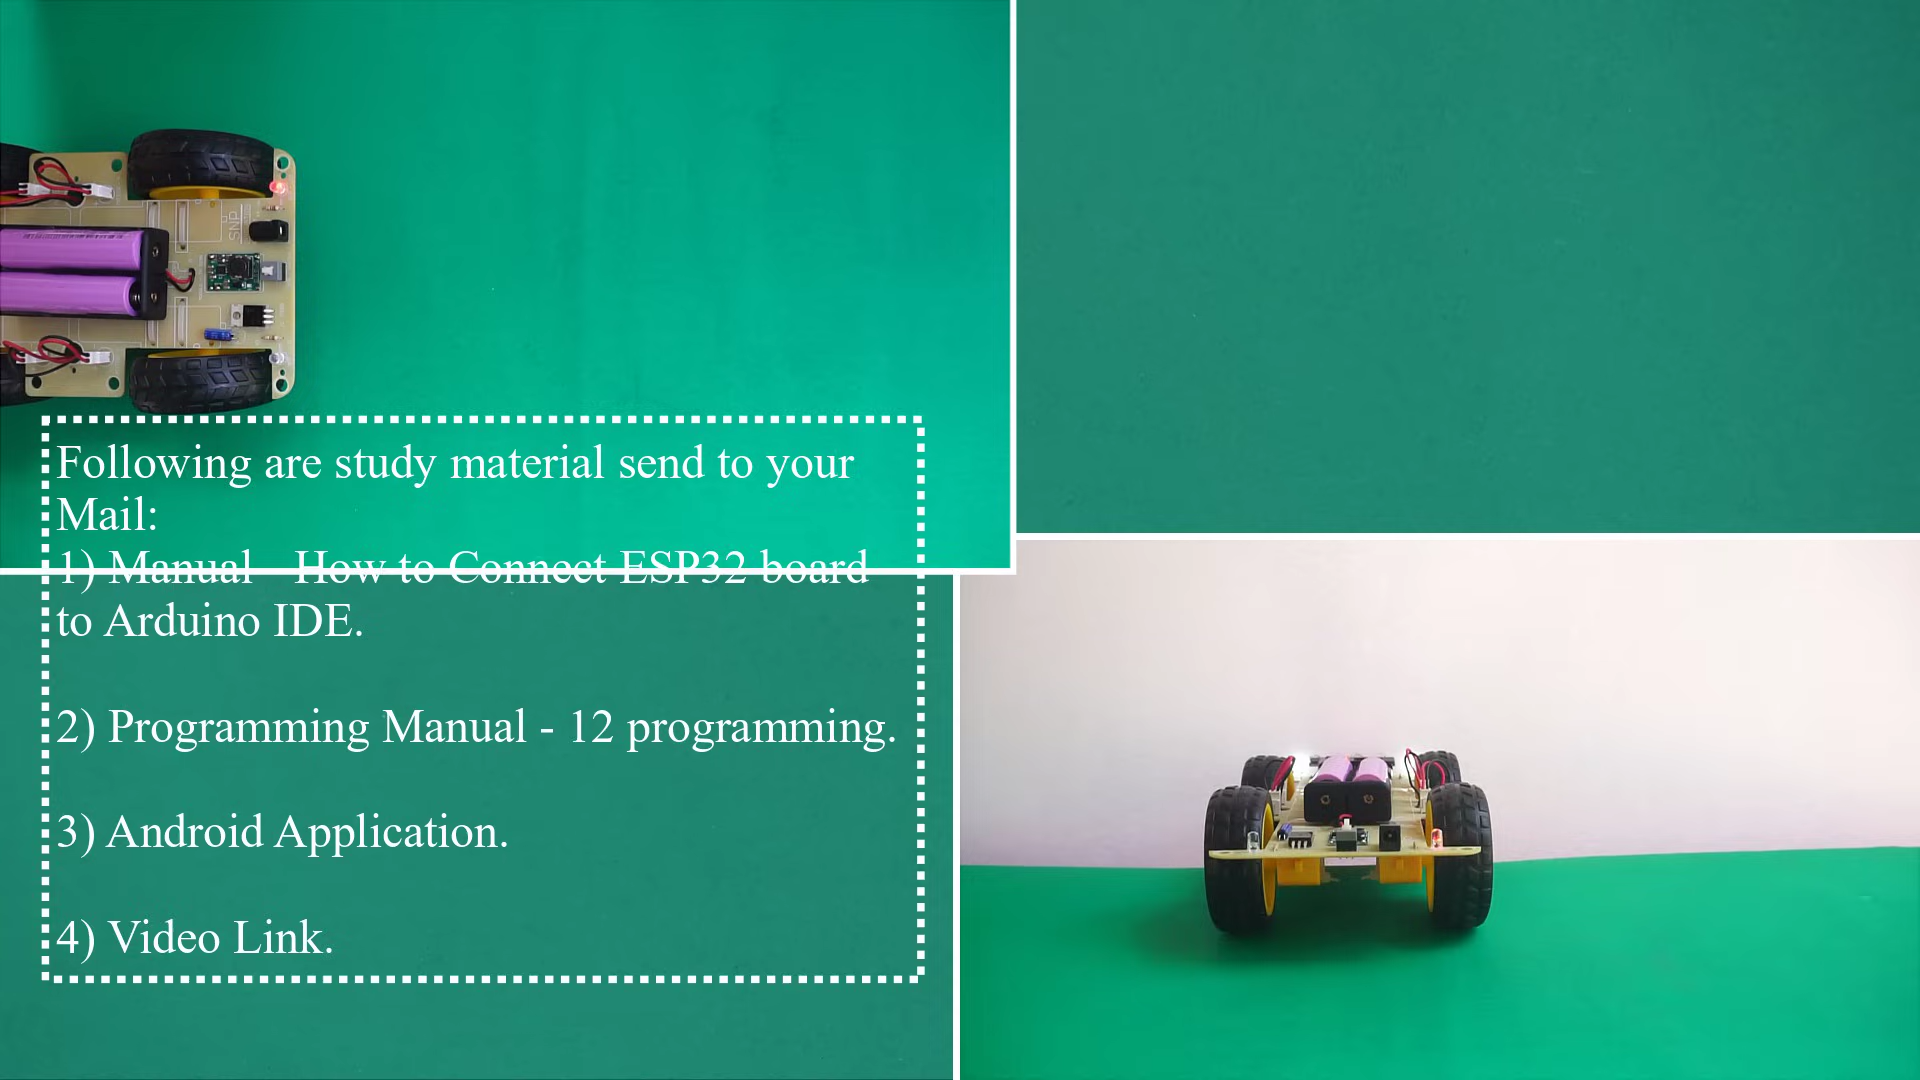 SNP
Following are study material send to your
Mail:
1) Manual - How to Connect ESP32 board
to Arduino IDE.
2) Programming Manual - 12 programming.
3) Android Application.
4) Video Link.